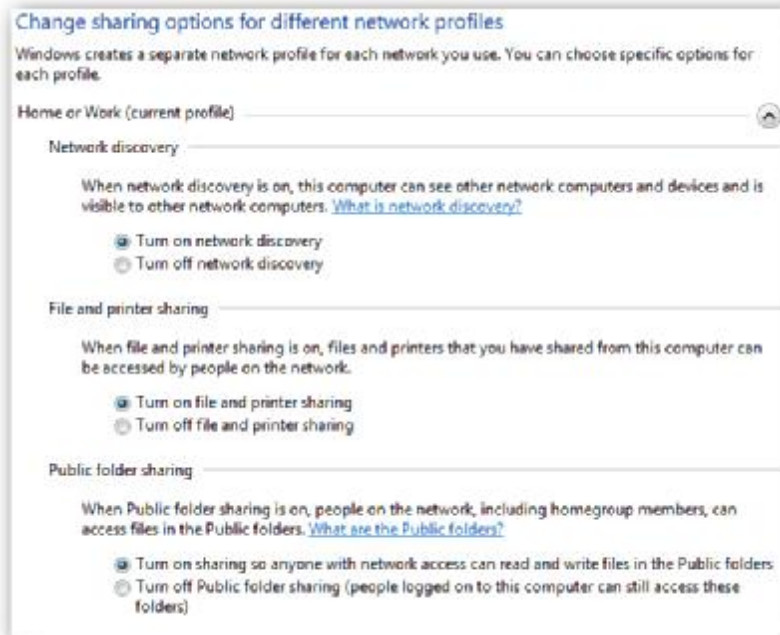 Change sharing options for different network profiles
Windows creates a separate network profile for each network you use. You can choose specific options for
each profile.
Home or Work (current profile)
Network discovery
When network discovery is on, this computer can see other network computers and devices and is
visible to other network computers. What is network discovery?
Turn on network discovery
Turn off network discovery
File and printer sharing
When file and printer sharing is on, files and printers that you have shared from this computer can
be accessed by people on the network.
Turn on file and printer sharing
Turn off file and printer sharing
Public folder sharing
When Public folder sharing is on, people on the network, including homegroup members, can
access files in the Public folders. What are the Public folders?
Turn on sharing so anyone with network access can read and write files in the Public folders
Turn off Public folder sharing (people logged on to this computer can still access these
folders)